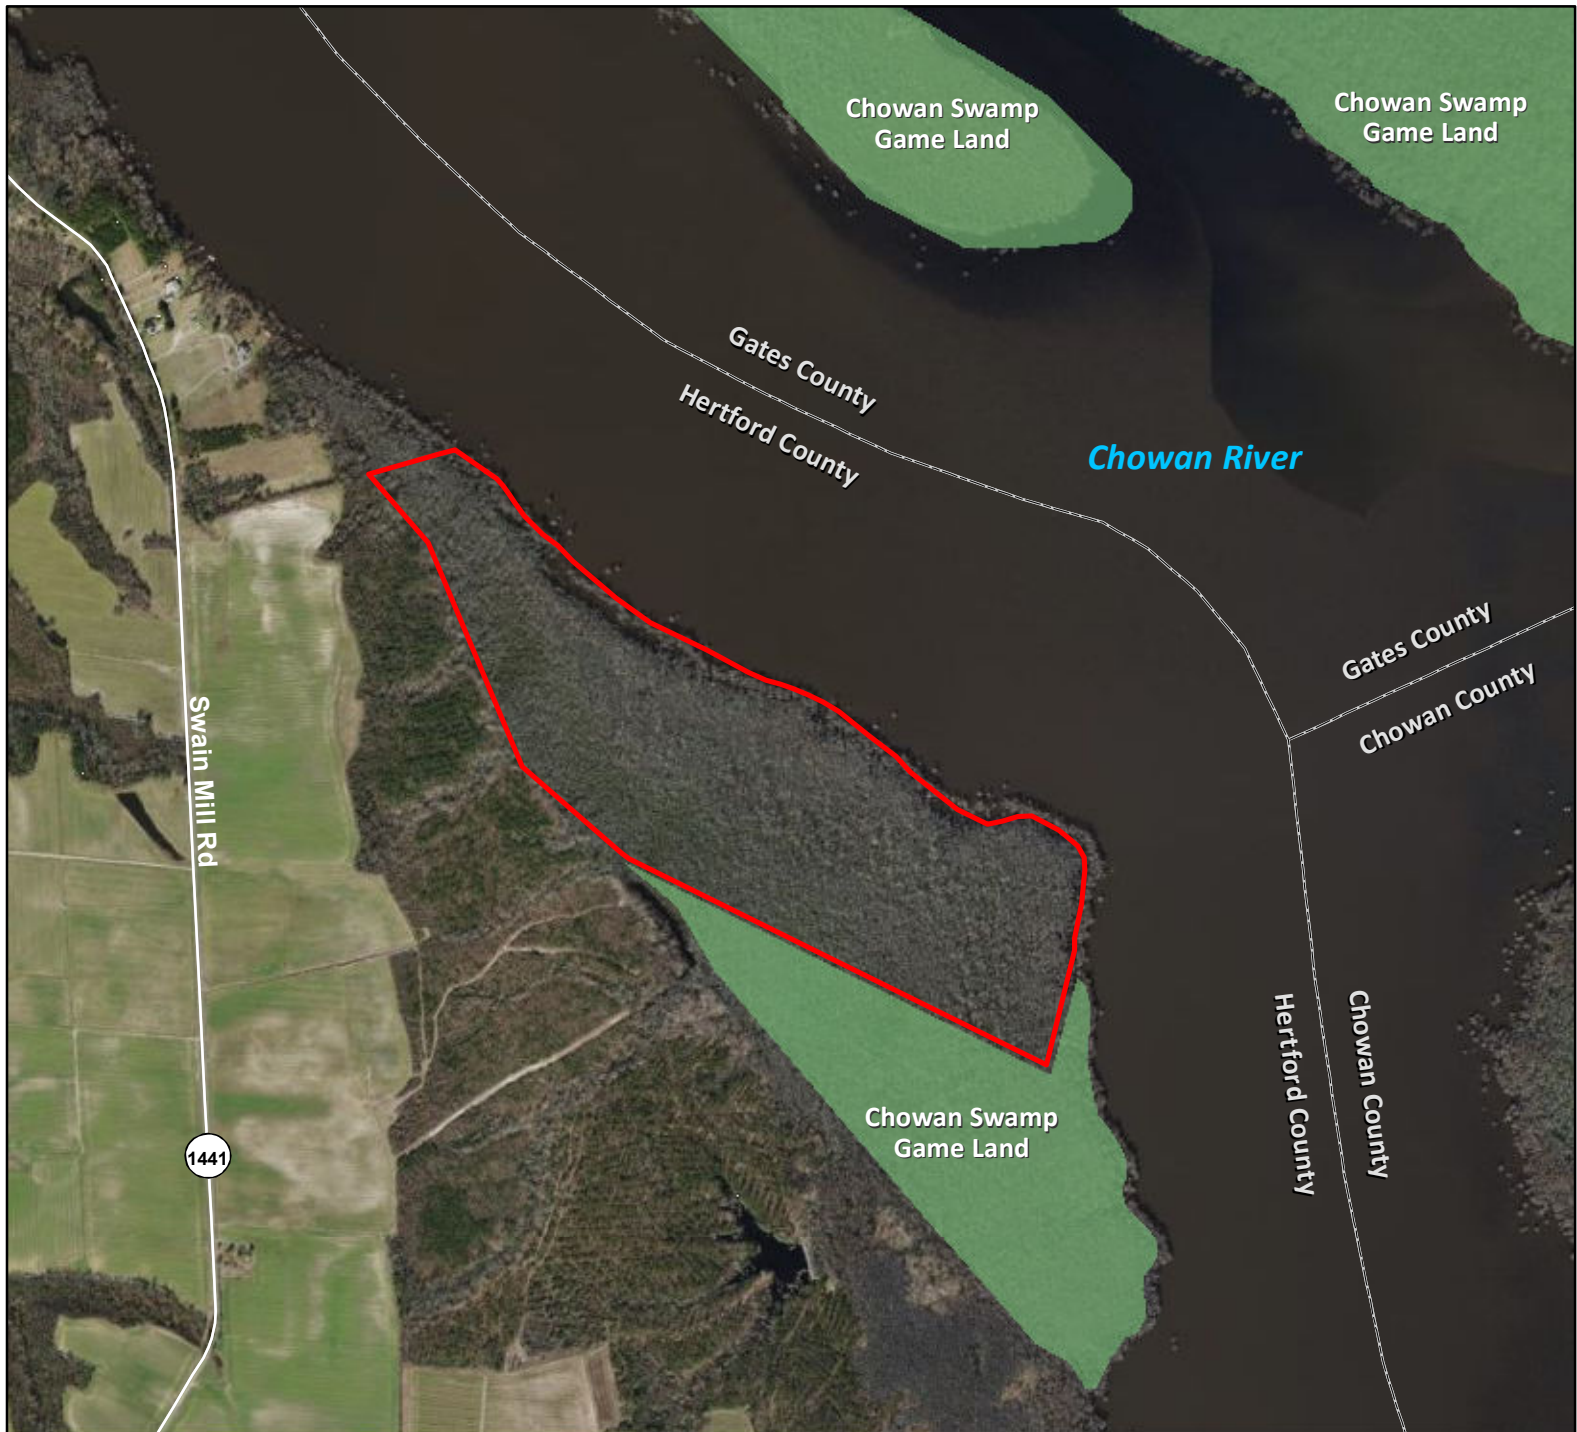 Chowan Swamp
Game Land
Chowan Swamp
Game Land
Gates County
Hertford County
Chowan River
Gates County
Chowan County
Swain Mill Rd
Hertford County
Chowan County
Chowan Swamp
Game Land
1441